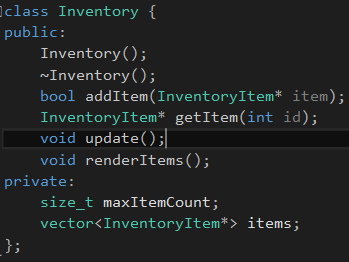 class Inventory {
public:
    Inventory();
    ~Inventory();
    bool addItem(InventoryItem* item);
    InventoryItem* getItem(int id);
    void update();
    void renderItems();
private:
    size_t maxItemCount;
    vector<InventoryItem*> items;
};